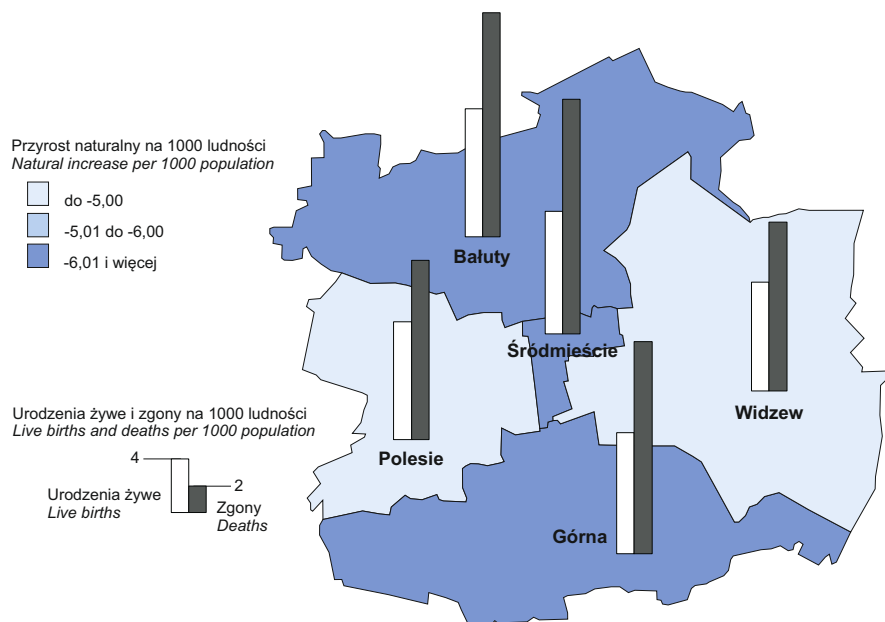 Przyrost naturalny na 1000 ludności
Natural increase per 1000 population
do -5,00
-5,01 do -6,00
-6,01 i więcej
Bałuty
Śródmieście
Widzew
Polesie
Górna
Urodzenia żywe i zgony na 1000 ludności
Live births and deaths per 1000 population
4
2
Urodzenia żywe
Live births
Zgony
Deaths